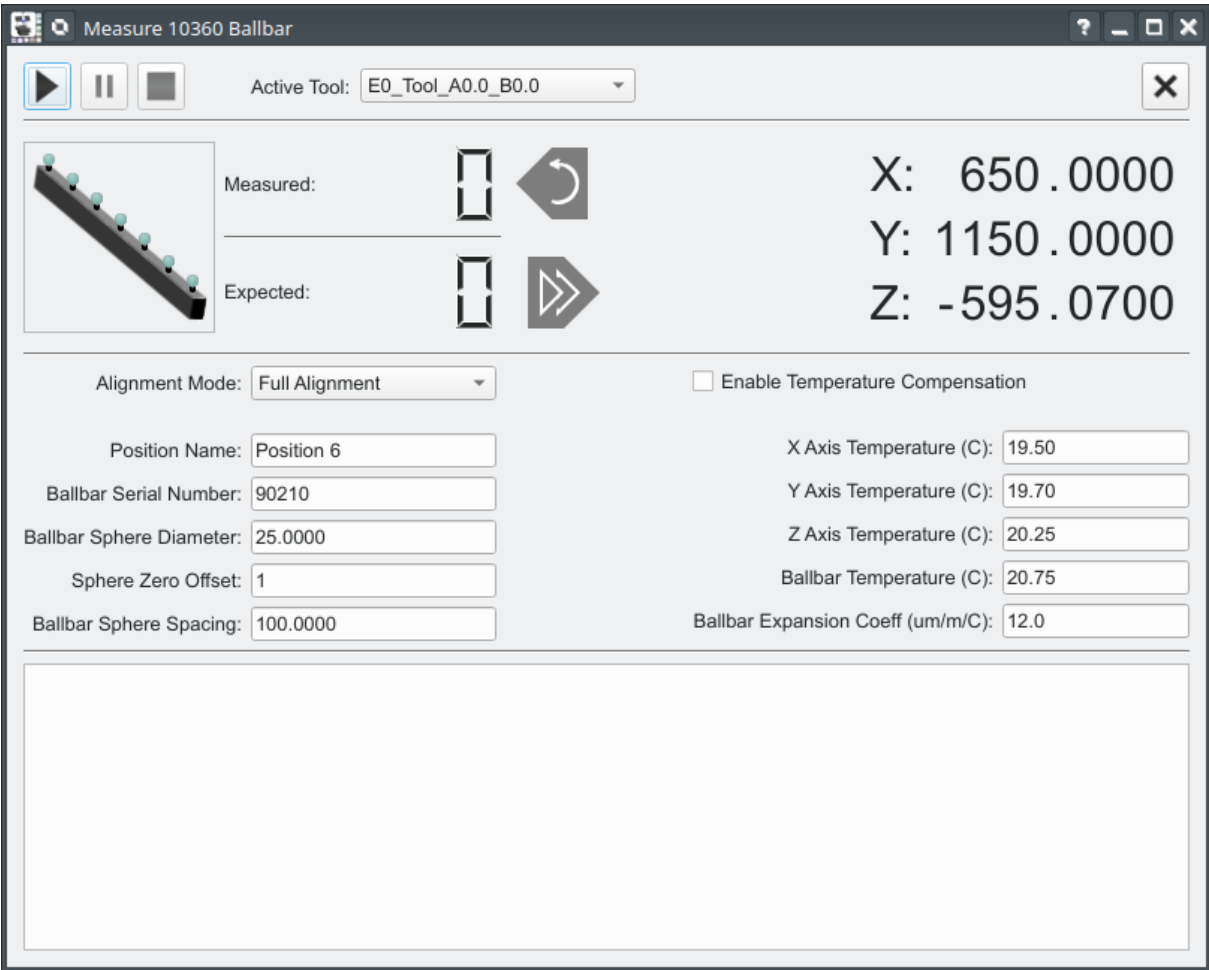 Measure 10360 Ballbar
Active Tool: E0_Tool_A0.0_B0.0
Measured: 0
Expected: 0
X: 650.0000
Y: 1150.0000
Z: -595.0700
Alignment Mode: Full Alignment
Position Name: Position 6
Ballbar Serial Number: 90210
Ballbar Sphere Diameter: 25.0000
Sphere Zero Offset: 1
Ballbar Sphere Spacing: 100.0000
Enable Temperature Compensation
X Axis Temperature (C): 19.50
Y Axis Temperature (C): 19.70
Z Axis Temperature (C): 20.25
Ballbar Temperature (C): 20.75
Ballbar Expansion Coeff (um/m/C): 12.0